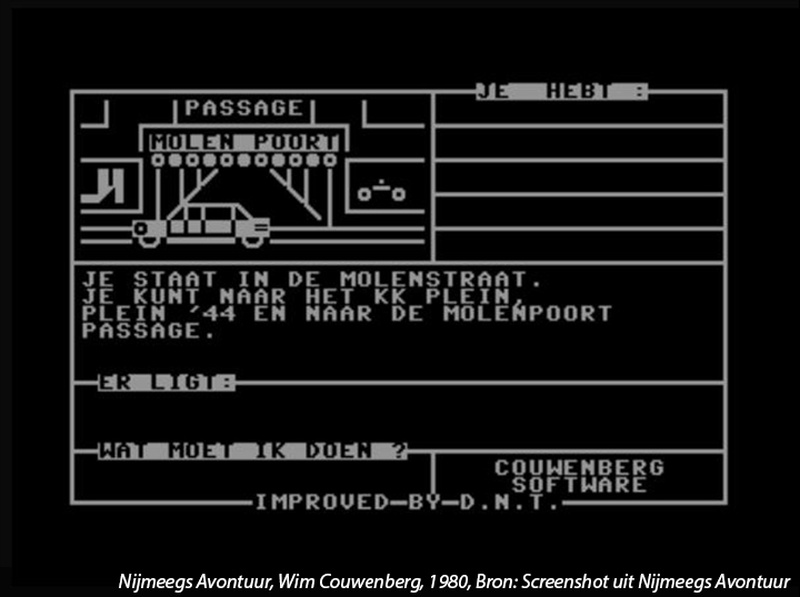 PASSAGE
MOLEN POORT
JE HEBT :
JE STAAT IN DE MOLENSTRAAT.
JE KUNT NAAR HET KK PLEIN,
PLEIN '44 EN NAAR DE MOLENPOORT
PASSAGE.
ER LIGT:
WAT MOET IK DOEN ?
COUWENBERG
SOFTWARE
IMPROVED-BY-D.N.T.
Nijmeegs Avontuur, Wim Couwenberg, 1980, Bron: Screenshot uit Nijmeegs Avontuur